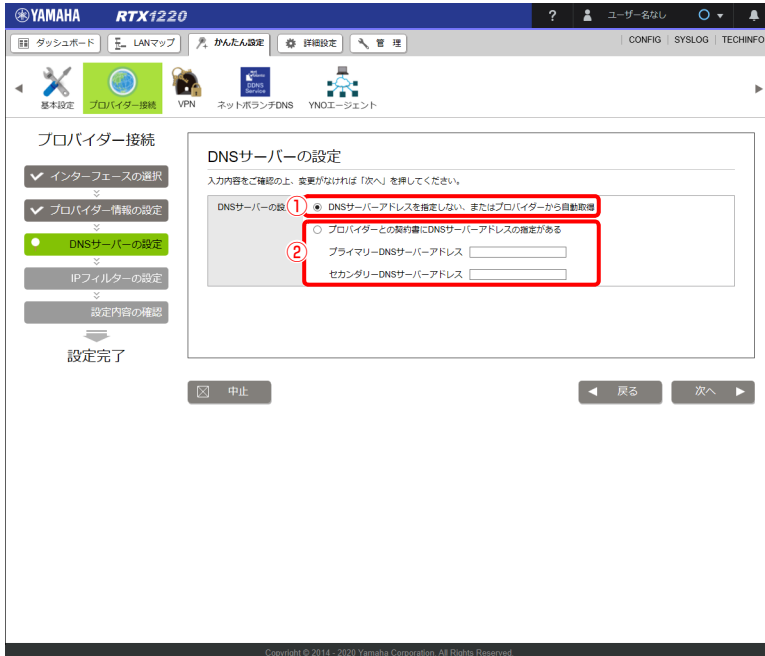 YAMAHA RTX1220 ? ユーザー名なし
ダッシュボード LANマップ かんたん設定 詳細設定 管 理 CONFIG SYSLOG TECHINFO
DDNS Service
基本設定 プロバイダー接続 VPN ネットボランチDNS YNOエージェント
プロバイダー接続
インターフェースの選択
プロバイダー情報の設定
DNSサーバーの設定
IPフィルターの設定
設定内容の確認
設定完了
DNSサーバーの設定
入力内容をご確認の上、変更がなければ「次へ」を押してください。
DNSサーバーの設 ① DNSサーバーアドレスを指定しない、またはプロバイダーから自動取得
② プロバイダーとの契約書にDNSサーバーアドレスの指定がある
プライマリーDNSサーバーアドレス
セカンダリーDNSサーバーアドレス
中止 戻る 次へ
Copyright © 2014 - 2020 Yamaha Corporation. All Rights Reserved.